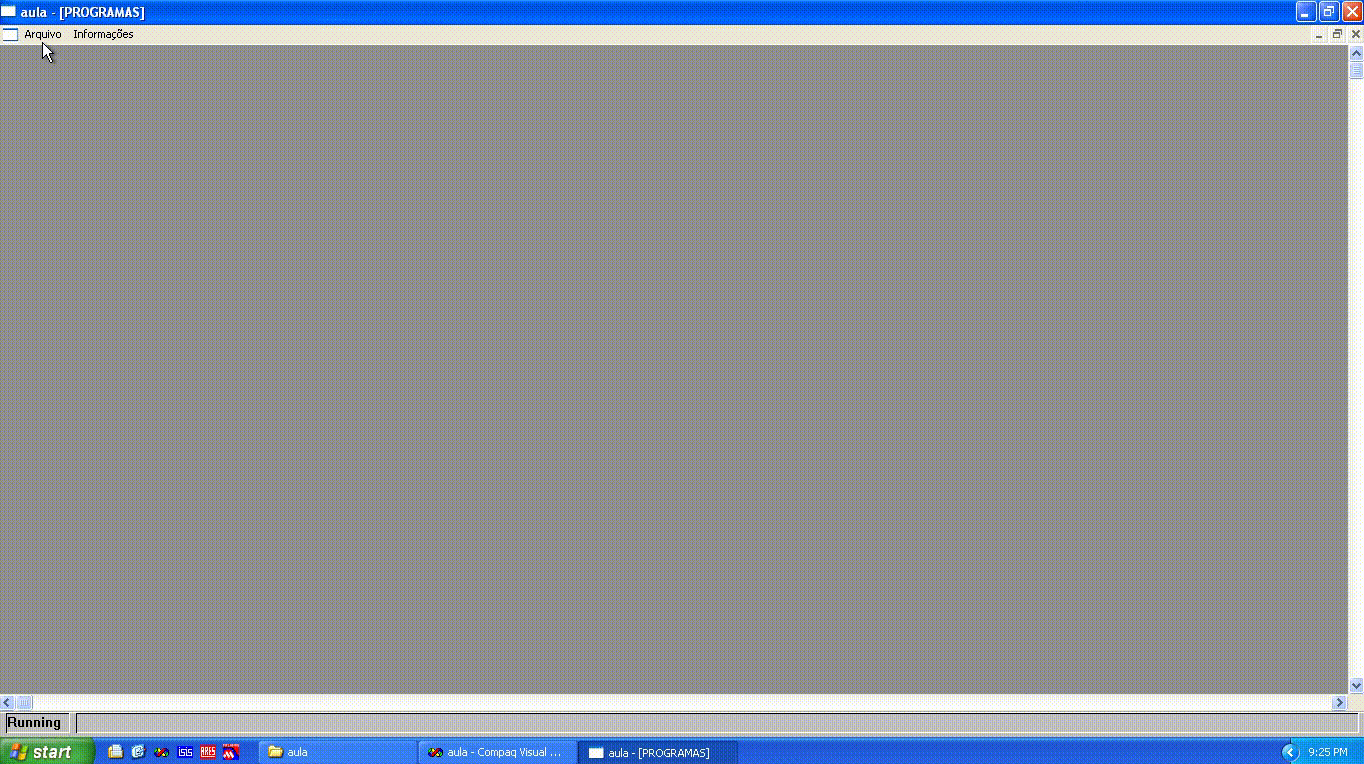 aula - [PROGRAMAS]
Arquivo Informações
Running
start ISIS ARES aula aula - Compaq Visual ... aula - [PROGRAMAS] 9:25 PM